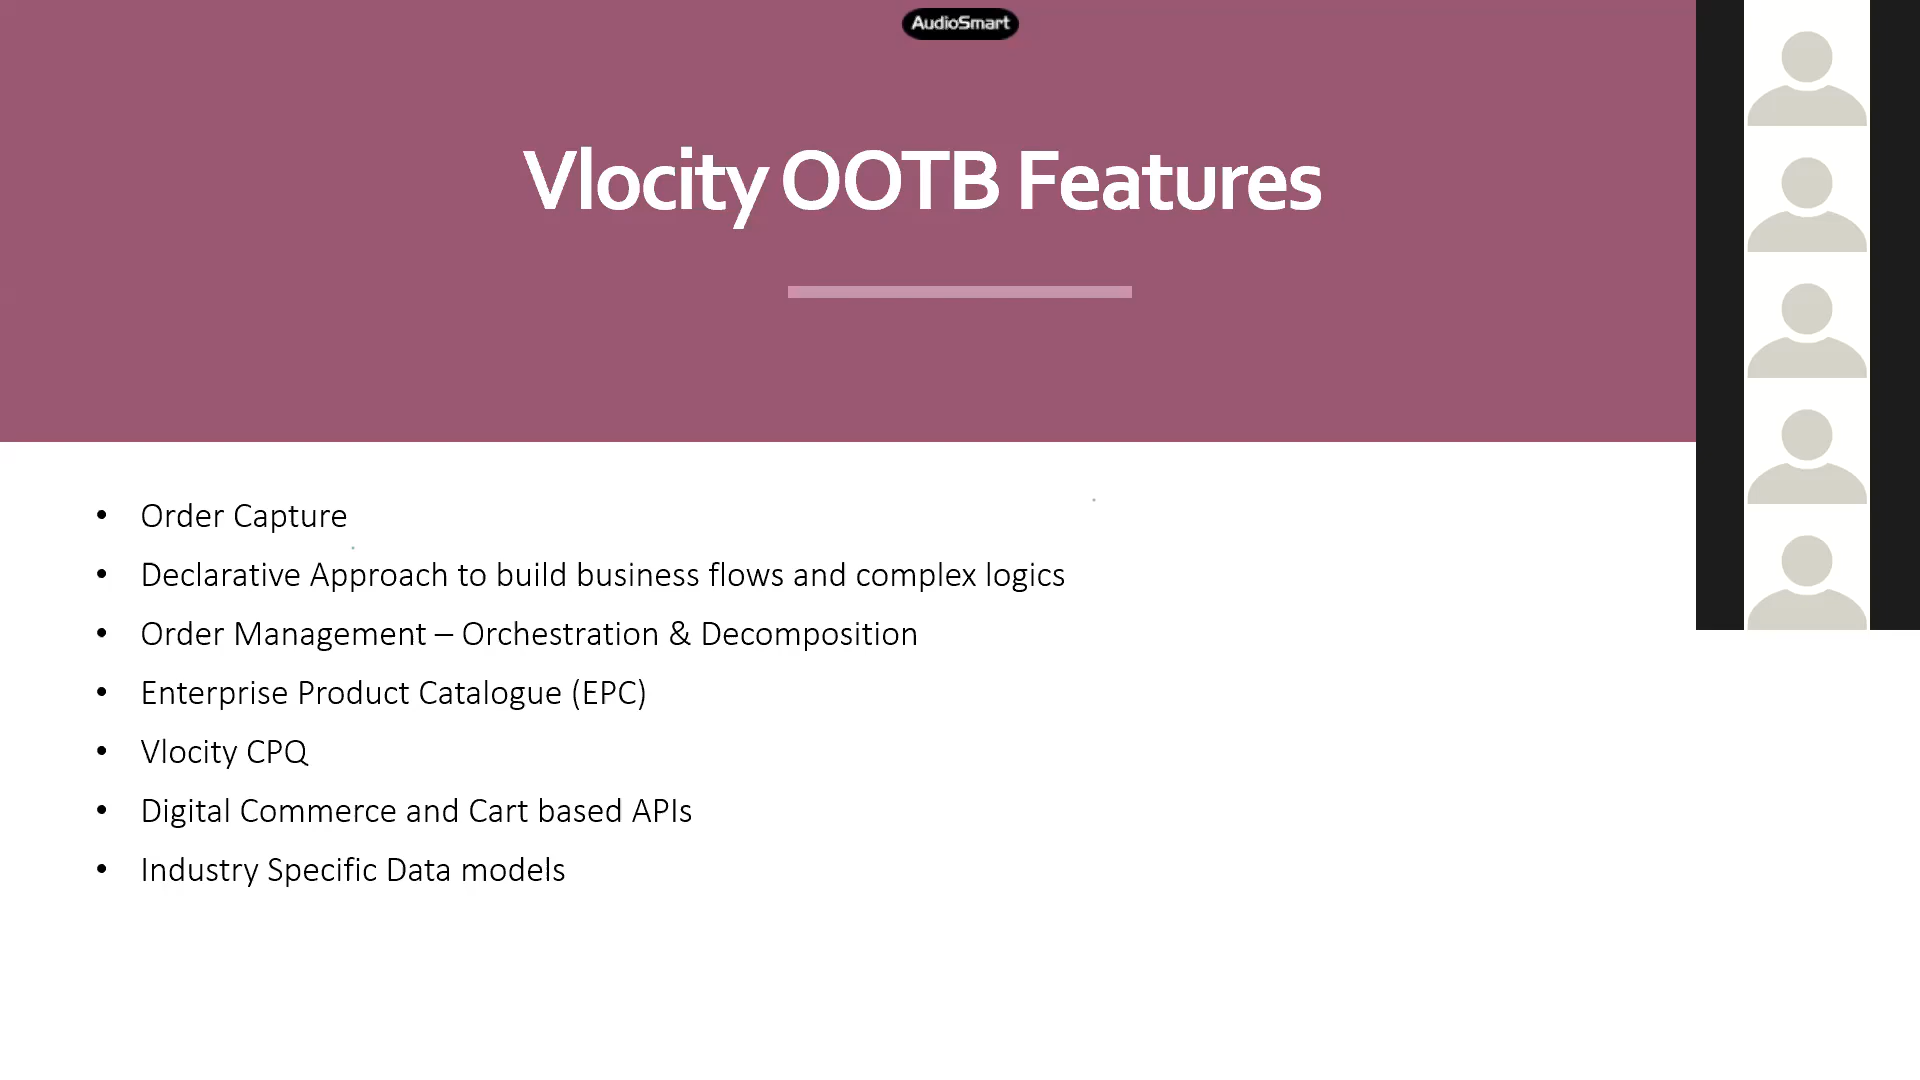 AudioSmart
Vlocity OOTB Features
• Order Capture
• Declarative Approach to build business flows and complex logics
• Order Management – Orchestration & Decomposition
• Enterprise Product Catalogue (EPC)
• Vlocity CPQ
• Digital Commerce and Cart based APIs
• Industry Specific Data models